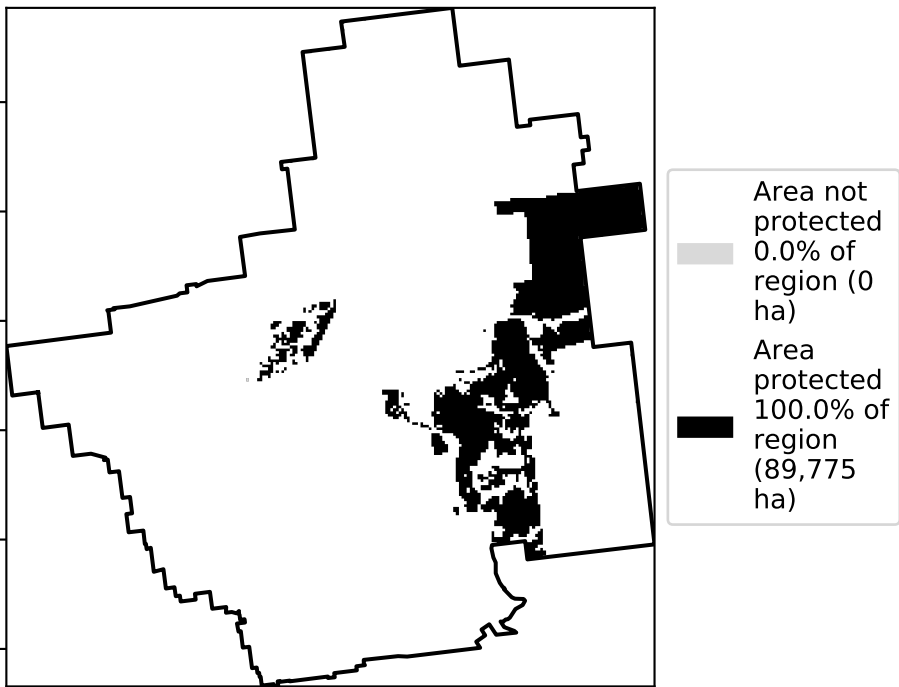 Area not
protected
0.0% of
region (0
ha)
Area
protected
100.0% of
region
(89,775
ha)